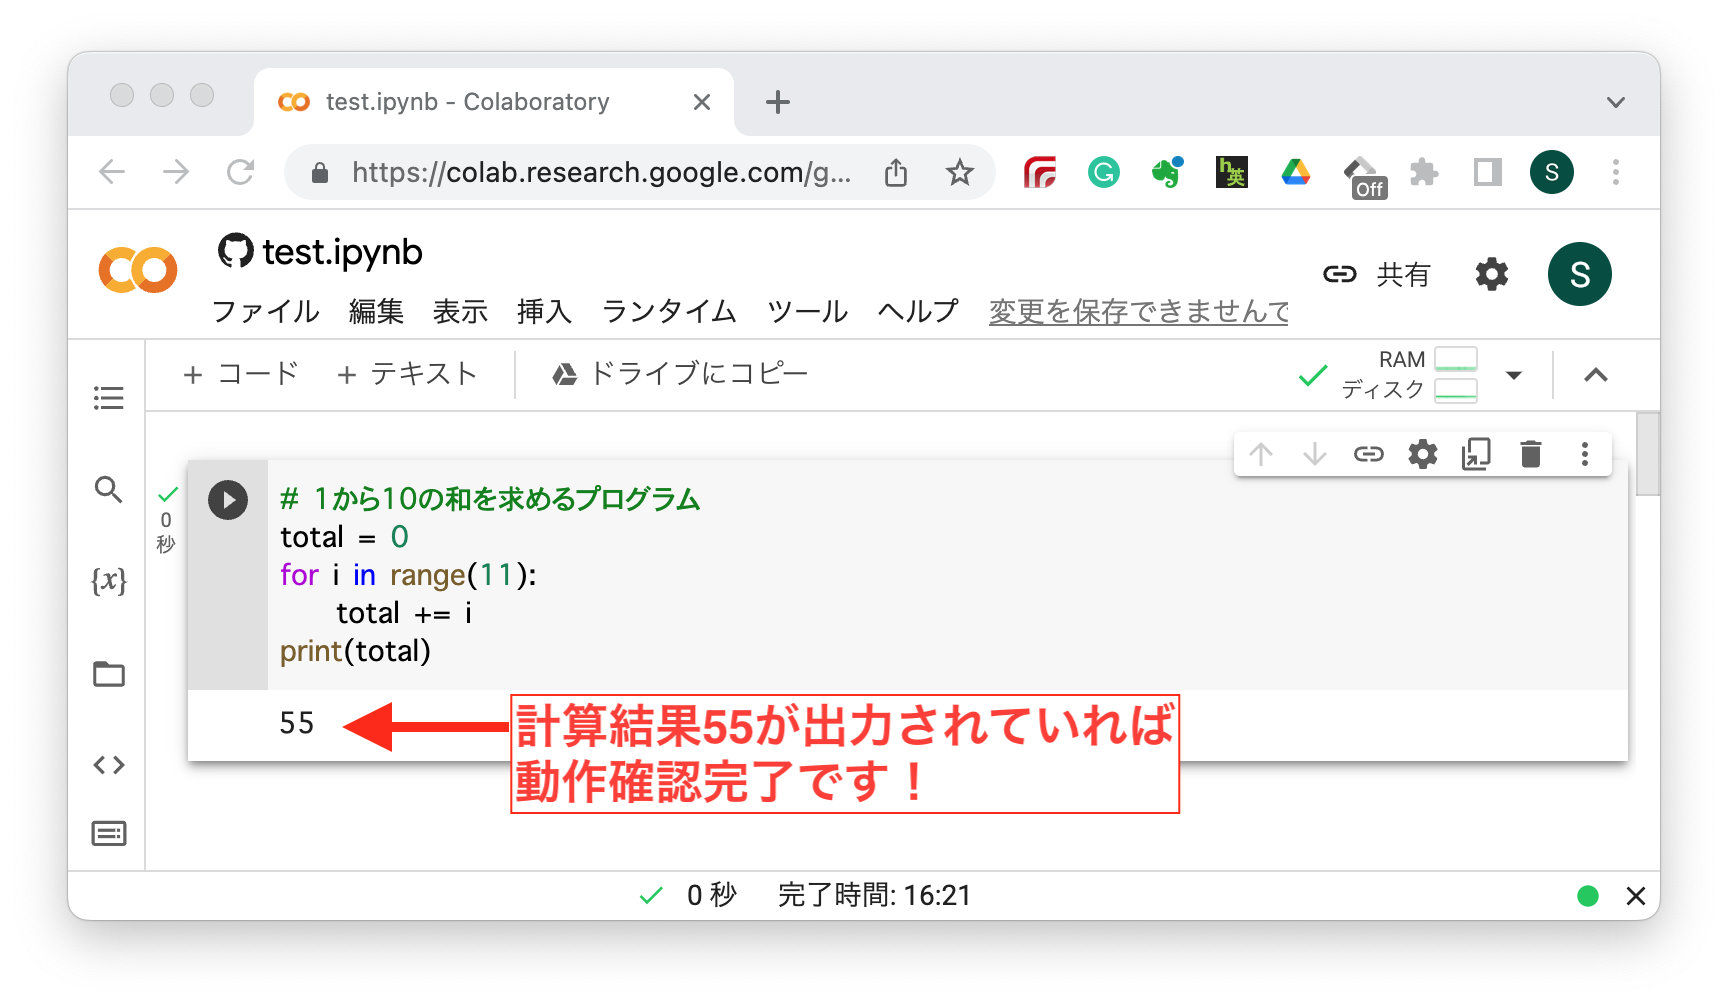 test.ipynb - Colaboratory
https://colab.research.google.com/g...
h英
Off
S
test.ipynb
共有
S
ファイル 編集 表示 挿入 ランタイム ツール ヘルプ 変更を保存できませんで
+ コード + テキスト ドライブにコピー
RAM
ディスク
{x}
0
秒
# 1から10の和を求めるプログラム
total = 0
for i in range(11):
    total += i
print(total)
55
計算結果55が出力されていれば
動作確認完了です！
0 秒 完了時間: 16:21